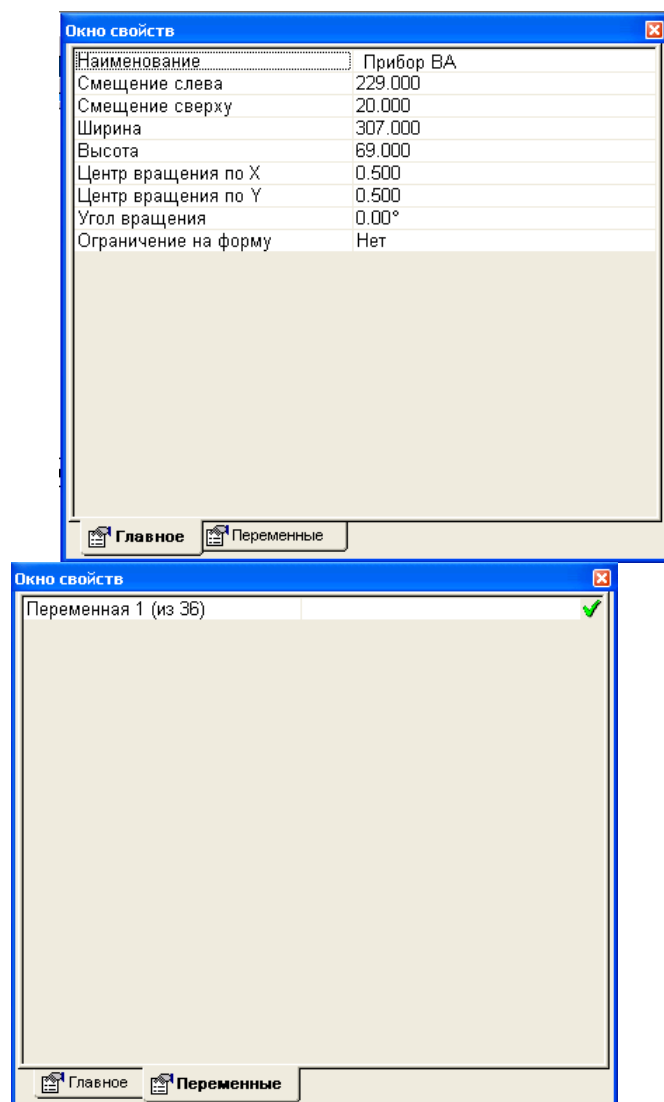 Окно свойств
Наименование Прибор ВА
Смещение слева 229.000
Смещение сверху 20.000
Ширина 307.000
Высота 69.000
Центр вращения по X 0.500
Центр вращения по Y 0.500
Угол вращения 0.00°
Ограничение на форму Нет
Главное Переменные
Окно свойств
Переменная 1 (из 36)
Главное Переменные